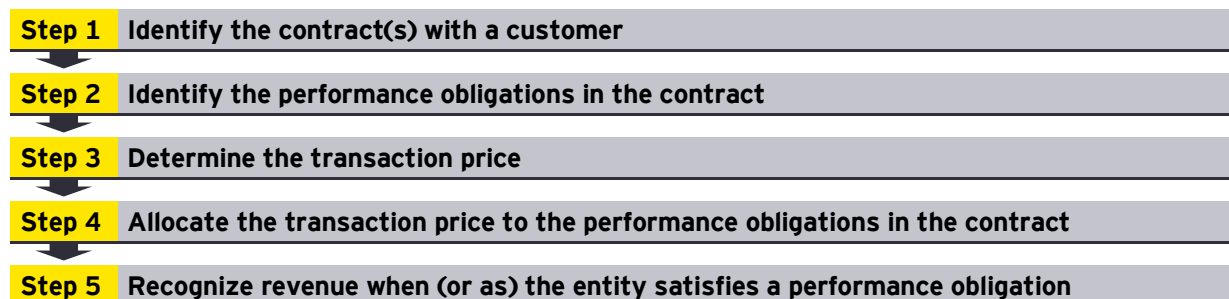 Step 1 Identify the contract(s) with a customer
Step 2 Identify the performance obligations in the contract
Step 3 Determine the transaction price
Step 4 Allocate the transaction price to the performance obligations in the contract
Step 5 Recognize revenue when (or as) the entity satisfies a performance obligation